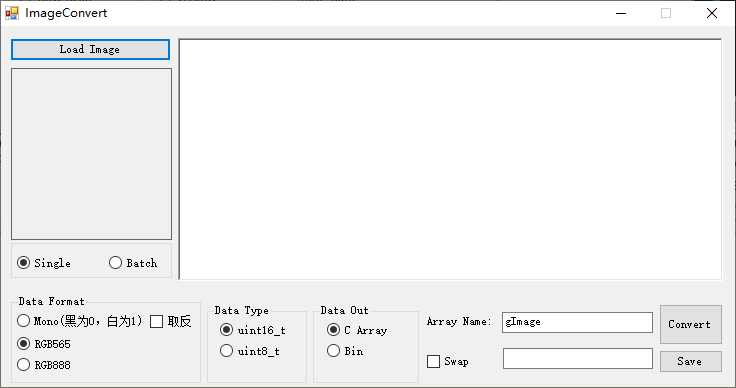 ImageConvert
Load Image
Single Batch
Data Format
Mono(黑为0，白为1) 取反
RGB565
RGB888
Data Type
uint16_t
uint8_t
Data Out
C Array
Bin
Array Name: gImage
Swap
Convert
Save